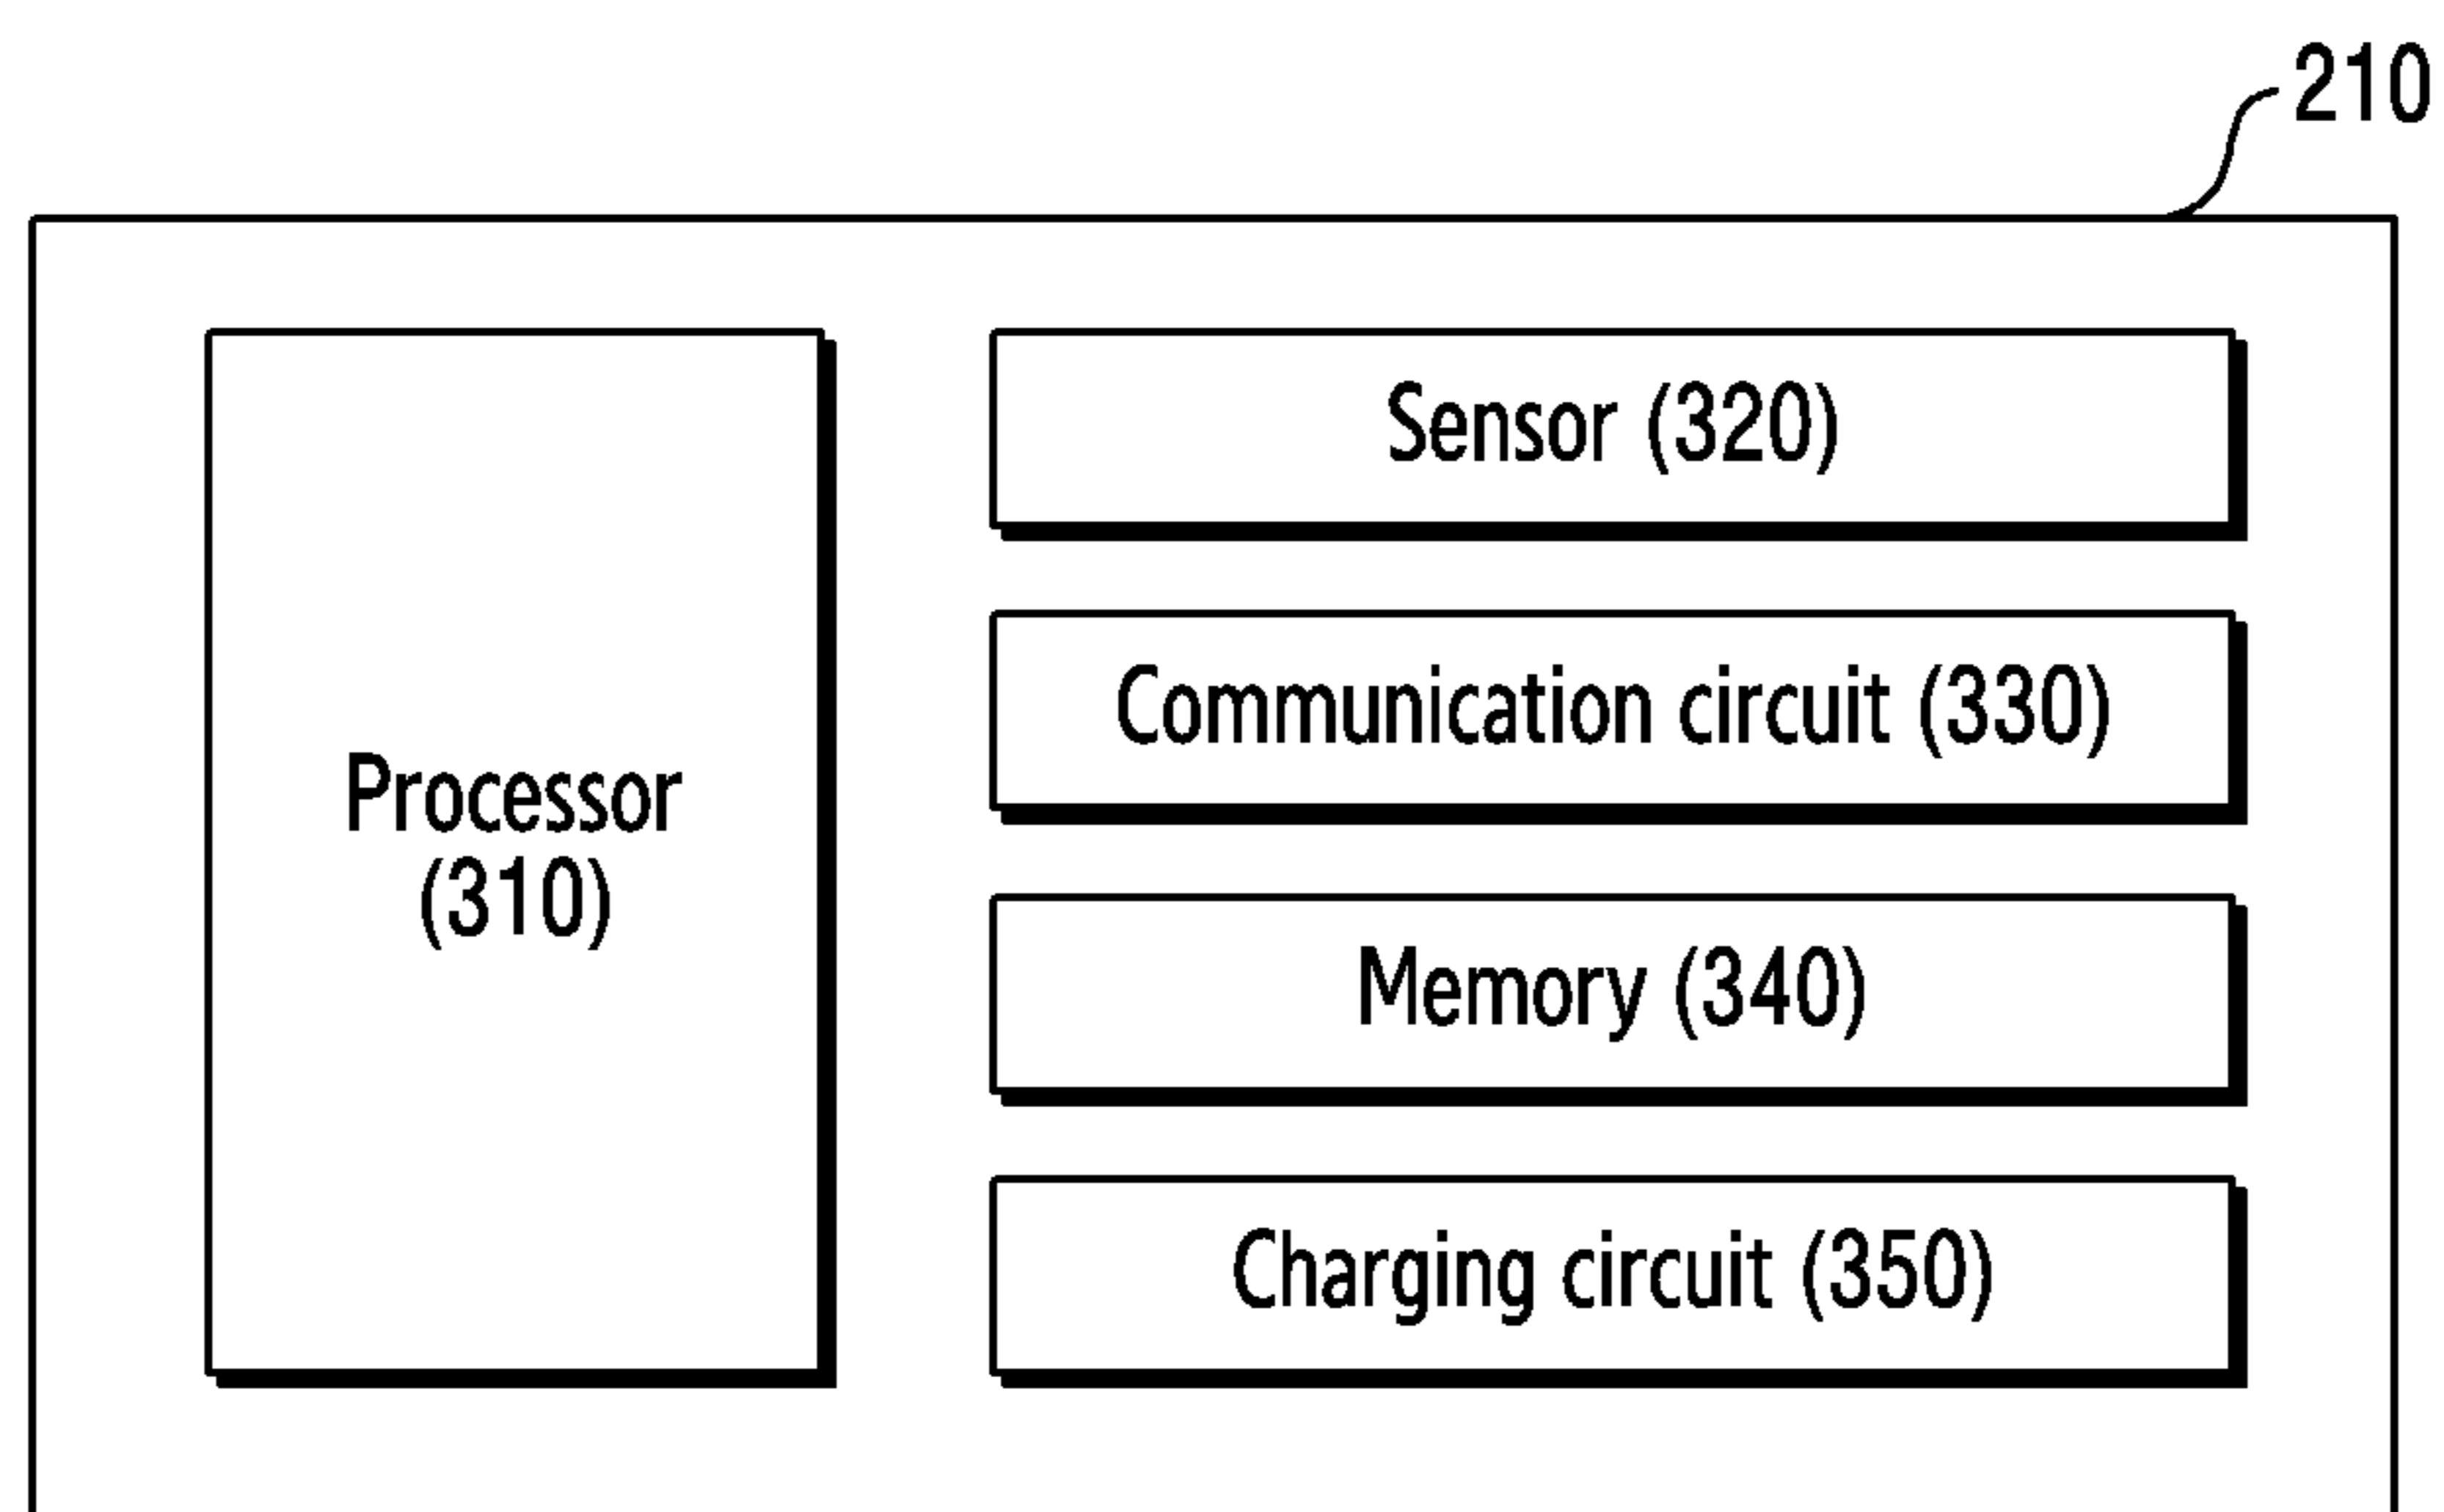 210
Processor
(310)
Sensor (320)
Communication circuit (330)
Memory (340)
Charging circuit (350)